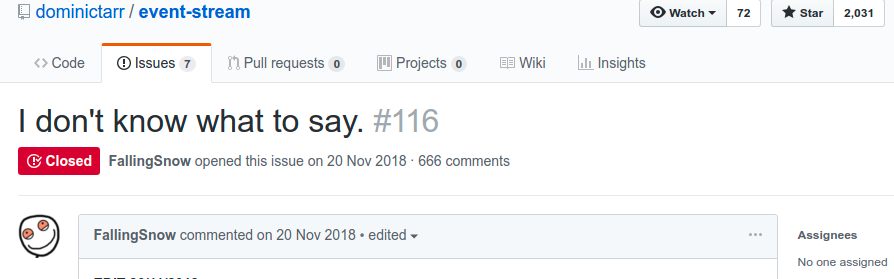 dominictarr / event-stream
Watch 72 Star 2,031
Code Issues 7 Pull requests 0 Projects 0 Wiki Insights
I don't know what to say. #116
Closed FallingSnow opened this issue on 20 Nov 2018 · 666 comments
FallingSnow commented on 20 Nov 2018 • edited ...
Assignees
No one assigned